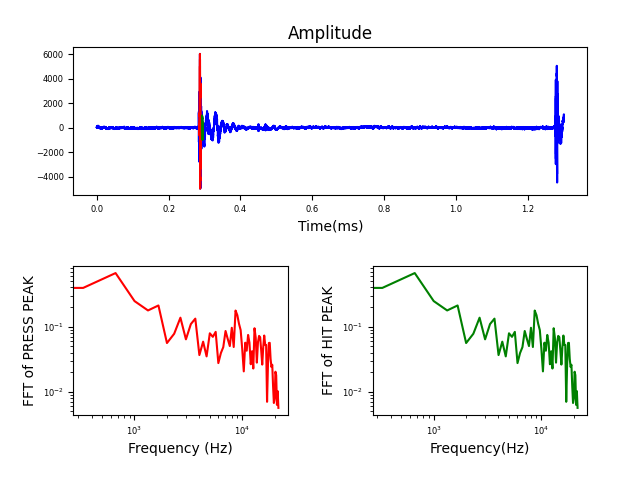 Amplitude
6000
4000
2000
0
−2000
−4000
0.0 0.2 0.4 0.6 0.8 1.0 1.2
Time(ms)
FFT of PRESS PEAK
10⁻¹
10⁻²
10³ 10⁴
Frequency (Hz)
FFT of HIT PEAK
10⁻¹
10⁻²
10³ 10⁴
Frequency(Hz)